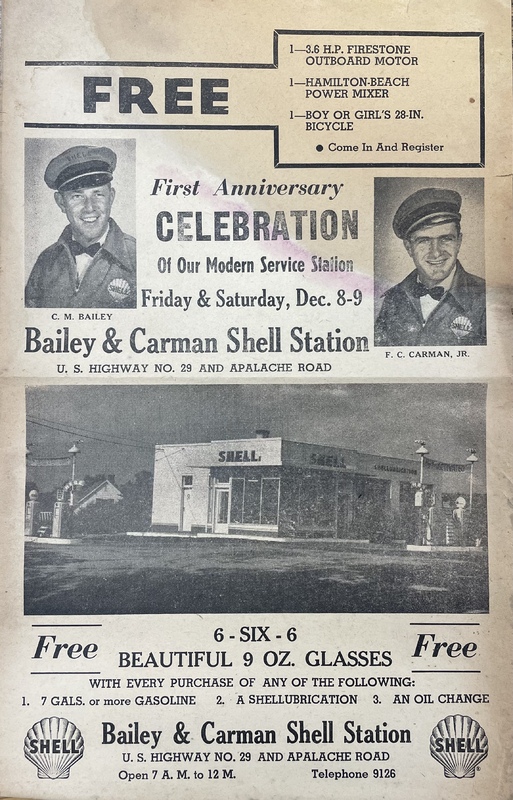 FREE
1—3.6 H.P. FIRESTONE
OUTBOARD MOTOR
1—HAMILTON-BEACH
POWER MIXER
1—BOY OR GIRL'S 28-IN.
BICYCLE
● Come In And Register
First Anniversary
CELEBRATION
Of Our Modern Service Station
Friday & Saturday, Dec. 8-9
C. M. BAILEY
Bailey & Carman Shell Station
F. C. CARMAN, JR.
U. S. HIGHWAY NO. 29 AND APALACHE ROAD
SHELL
SHELL
SHELLUBRICATION
Free
6 - SIX - 6
BEAUTIFUL 9 OZ. GLASSES
Free
WITH EVERY PURCHASE OF ANY OF THE FOLLOWING:
1. 7 GALS. or more GASOLINE 2. A SHELLUBRICATION 3. AN OIL CHANGE
SHELL
Bailey & Carman Shell Station
U. S. HIGHWAY NO. 29 AND APALACHE ROAD
Open 7 A. M. to 12 M. Telephone 9126
SHELL